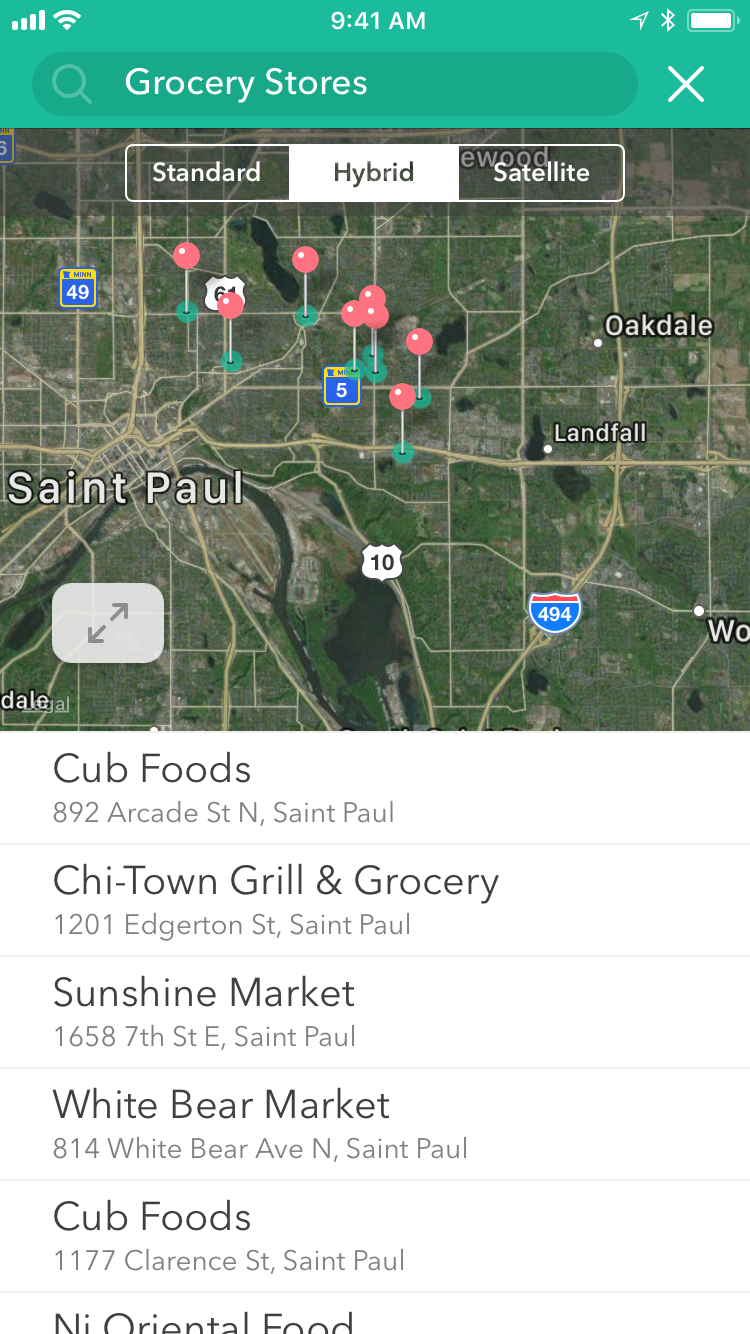 9:41 AM
Grocery Stores
6
ewood
Standard
Hybrid
Satellite
MINN
49
61
Oakdale
5
Landfall
Saint Paul
10
494
Wo
dale
Legal
Cub Foods
892 Arcade St N, Saint Paul
Chi-Town Grill & Grocery
1201 Edgerton St, Saint Paul
Sunshine Market
1658 7th St E, Saint Paul
White Bear Market
814 White Bear Ave N, Saint Paul
Cub Foods
1177 Clarence St, Saint Paul
Ni Oriental Food